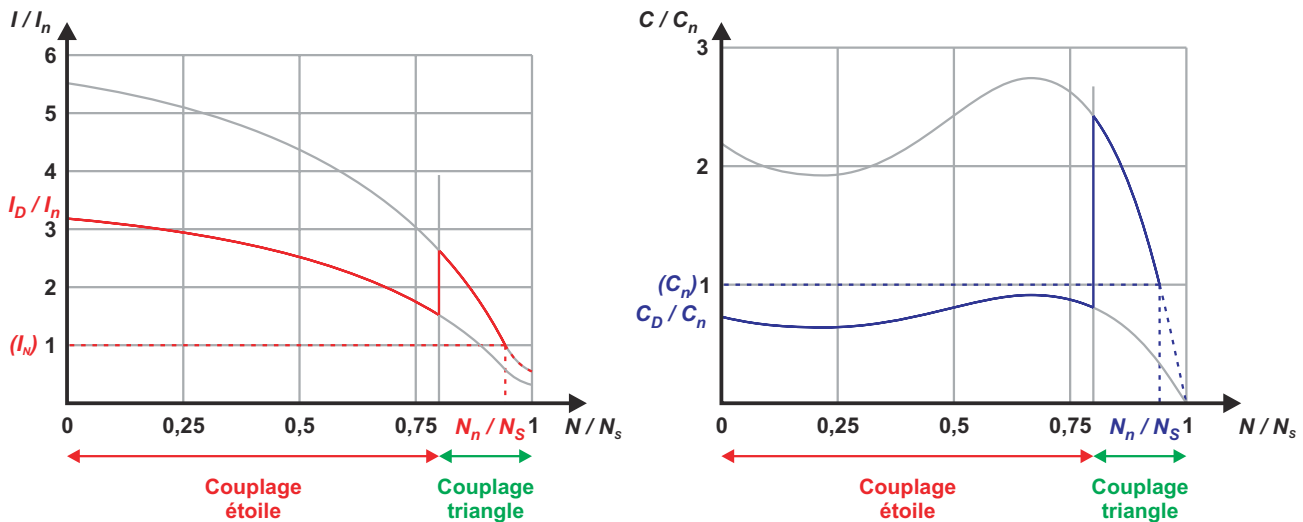 I / In
6
5
4
ID / In
3
2
(IN)
1
0
0,25
0,5
0,75
Nn / NS
1
N / Ns
Couplage
étoile
Couplage
triangle
C / Cn
3
2
(Cn)
1
CD / Cn
0
0
0,25
0,5
0,75
Nn / NS
1
N / Ns
Couplage
étoile
Couplage
triangle